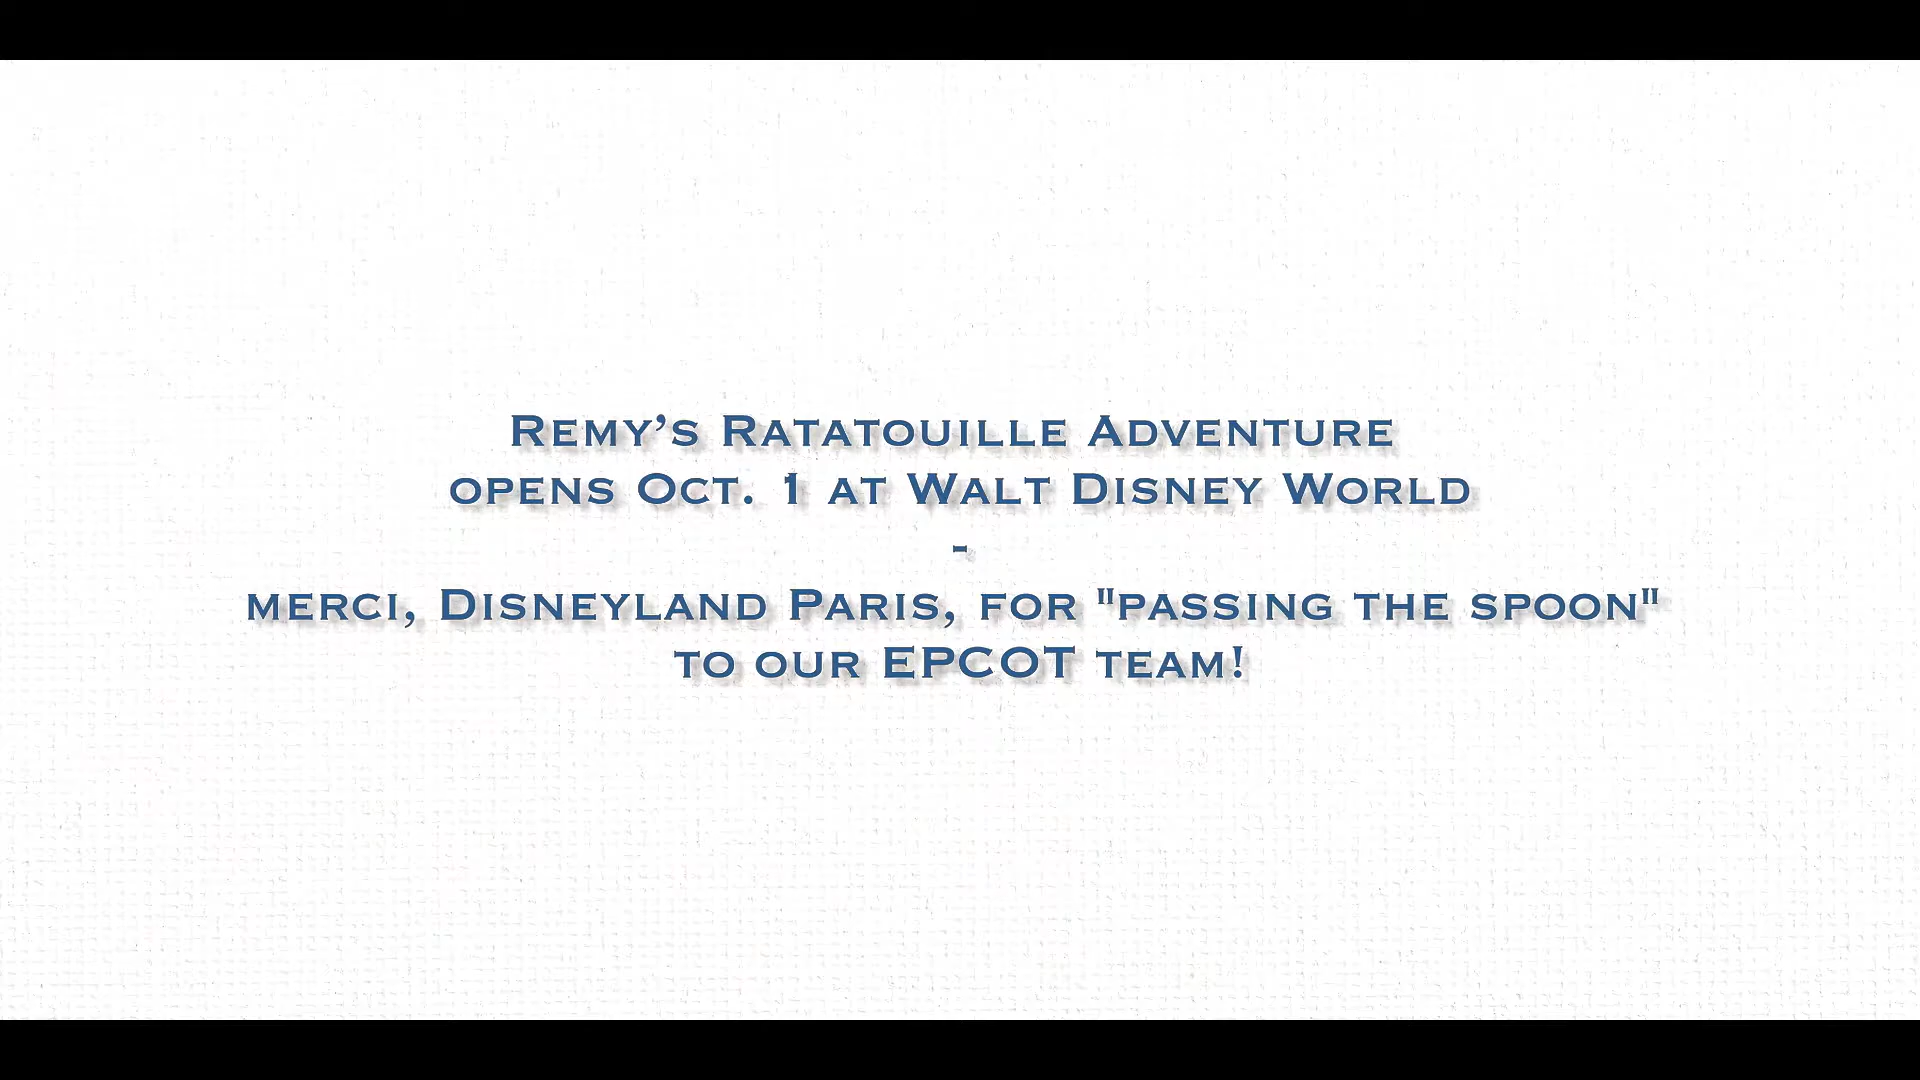 Remy’s Ratatouille Adventure
opens Oct. 1 at Walt Disney World
-
merci, Disneyland Paris, for "passing the spoon"
to our EPCOT team!